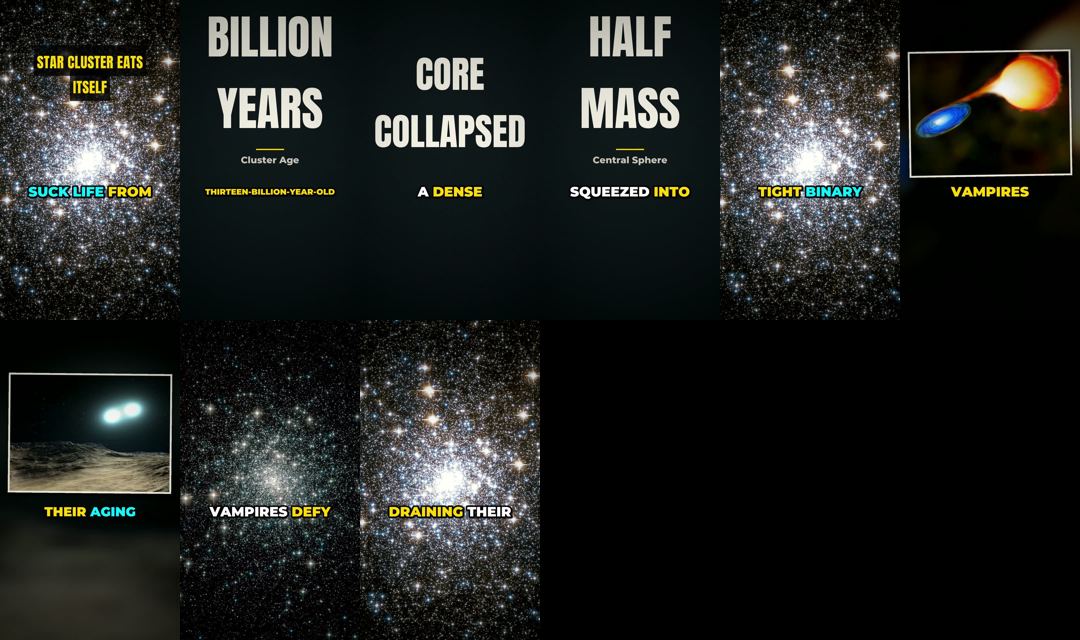 STAR CLUSTER EATS
ITSELF
SUCK LIFE FROM
BILLION
YEARS
Cluster Age
THIRTEEN-BILLION-YEAR-OLD
CORE
COLLAPSED
A DENSE
HALF
MASS
Central Sphere
SQUEEZED INTO
TIGHT BINARY
VAMPIRES
THEIR AGING
VAMPIRES DEFY
DRAINING THEIR